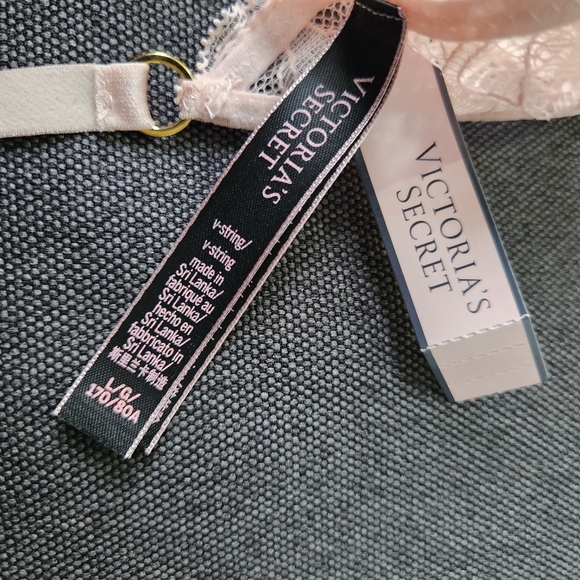 VICTORIA'S
SECRET
v-string/
v-string
made in
Sri Lanka/
fabriqué au
Sri Lanka/
hecho en
Sri Lanka/
fabbricato in
Sri Lanka/
斯里兰卡制造
L/G/
170/80A
VICTORIA'S
SECRET